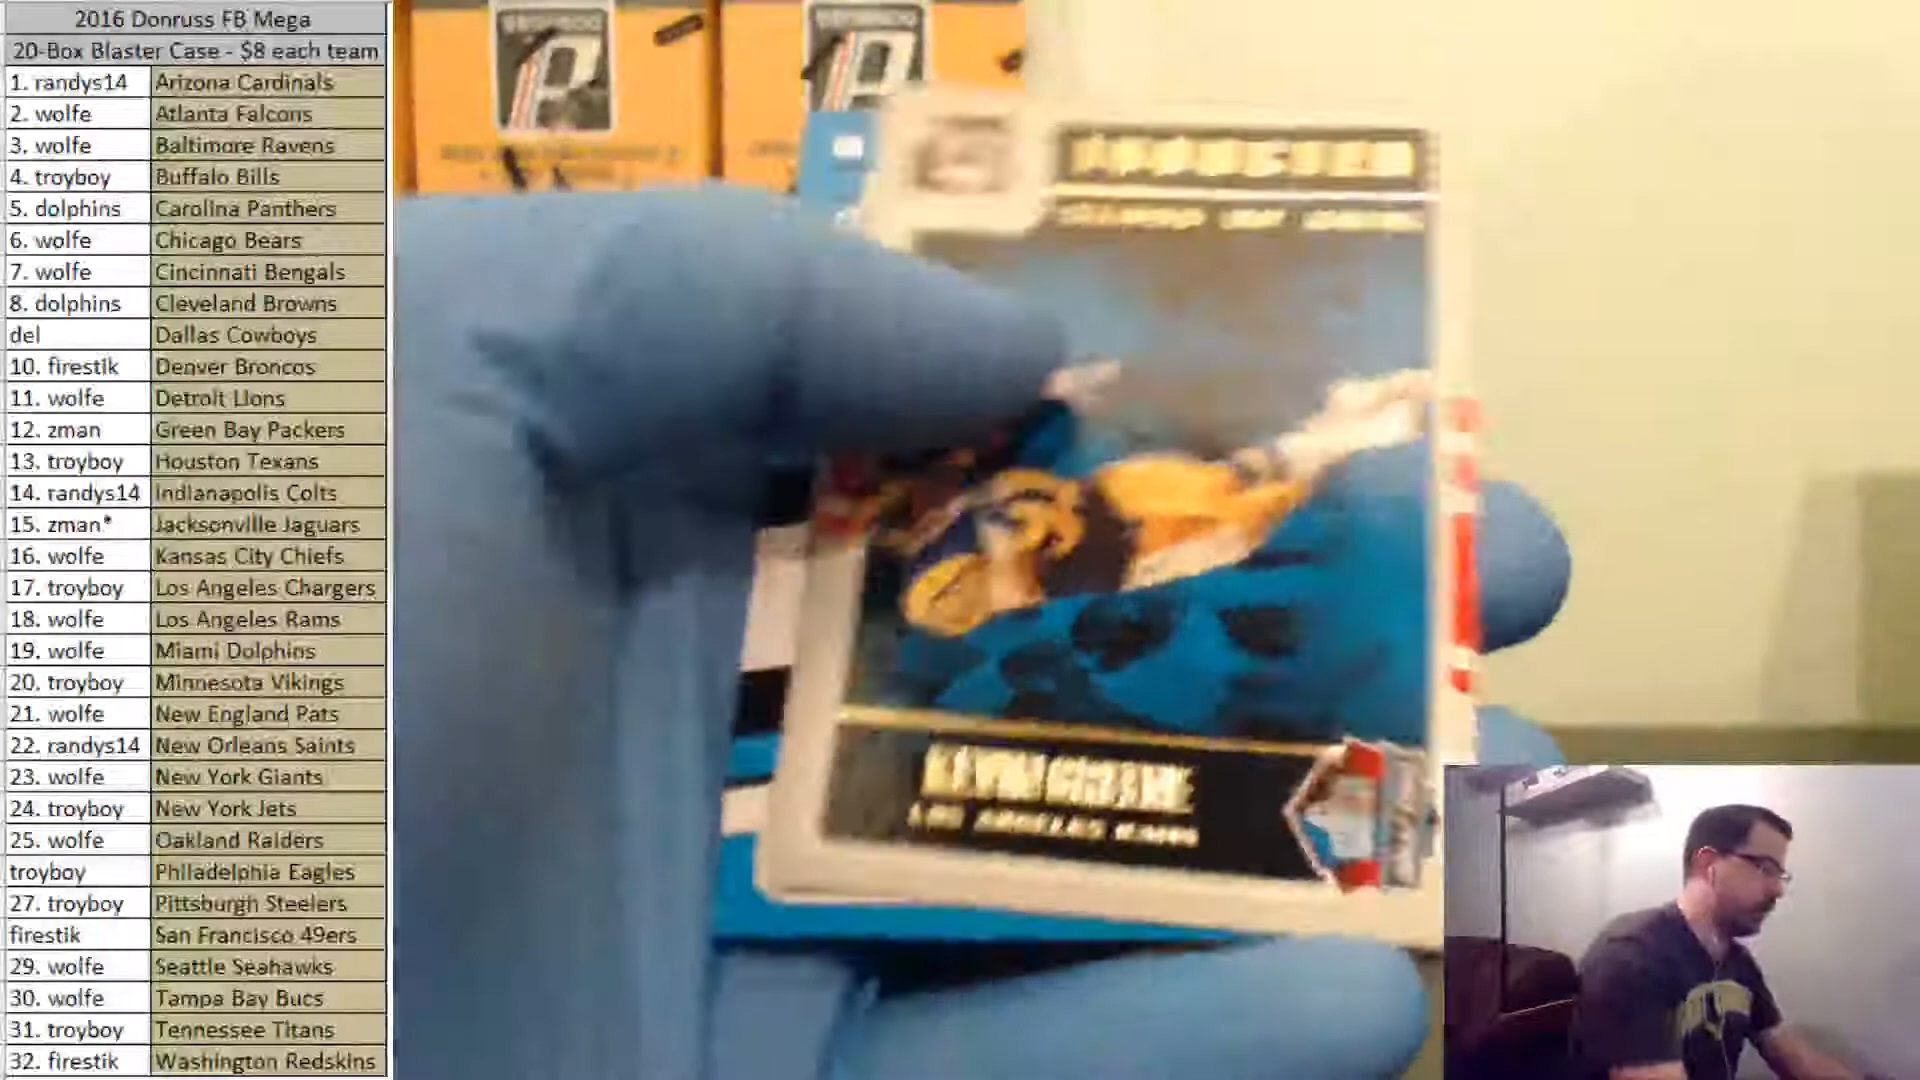 2016 Donruss FB Mega
20-Box Blaster Case - $8 each team
1. randys14 Arizona Cardinals
2. wolfe Atlanta Falcons
3. wolfe Baltimore Ravens
4. troyboy Buffalo Bills
5. dolphins Carolina Panthers
6. wolfe Chicago Bears
7. wolfe Cincinnati Bengals
8. dolphins Cleveland Browns
del Dallas Cowboys
10. firestik Denver Broncos
11. wolfe Detroit Lions
12. zman Green Bay Packers
13. troyboy Houston Texans
14. randys14 Indianapolis Colts
15. zman* Jacksonville Jaguars
16. wolfe Kansas City Chiefs
17. troyboy Los Angeles Chargers
18. wolfe Los Angeles Rams
19. wolfe Miami Dolphins
20. troyboy Minnesota Vikings
21. wolfe New England Pats
22. randys14 New Orleans Saints
23. wolfe New York Giants
24. troyboy New York Jets
25. wolfe Oakland Raiders
troyboy Philadelphia Eagles
27. troyboy Pittsburgh Steelers
firestik San Francisco 49ers
29. wolfe Seattle Seahawks
30. wolfe Tampa Bay Bucs
31. troyboy Tennessee Titans
32. firestik Washington Redskins
LOS ANGELES RAMS